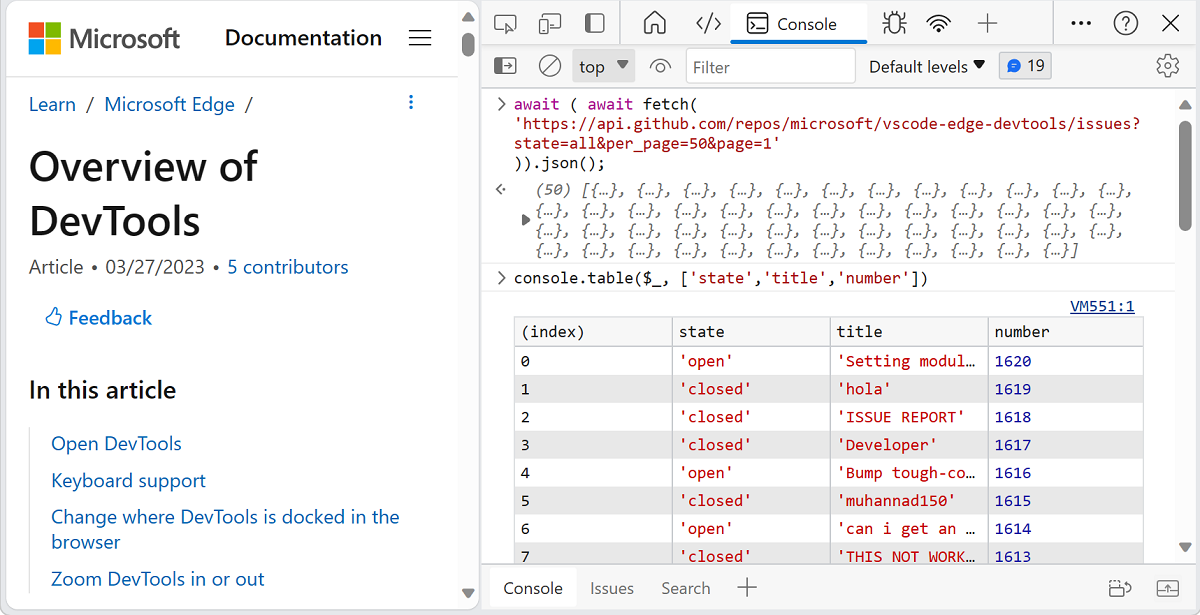 Microsoft Documentation
Learn / Microsoft Edge /
Overview of
DevTools
Article • 03/27/2023 • 5 contributors
Feedback
In this article
Open DevTools
Keyboard support
Change where DevTools is docked in the
browser
Zoom DevTools in or out
Console
top Filter Default levels 19
await ( await fetch(
'https://api.github.com/repos/microsoft/vscode-edge-devtools/issues?
state=all&per_page=50&page=1'
)).json();
(50) [{…}, {…}, {…}, {…}, {…}, {…}, {…}, {…}, {…}, {…}, {…}, {…},
{…}, {…}, {…}, {…}, {…}, {…}, {…}, {…}, {…}, {…}, {…}, {…}, {…},
{…}, {…}, {…}, {…}, {…}, {…}, {…}, {…}, {…}, {…}, {…}, {…}, {…},
{…}, {…}, {…}, {…}, {…}, {…}, {…}, {…}, {…}, {…}, {…}, {…}]
console.table($_, ['state','title','number'])
VM551:1
(index) state title number
0 'open' 'Setting modul… 1620
1 'closed' 'hola' 1619
2 'closed' 'ISSUE REPORT' 1618
3 'closed' 'Developer' 1617
4 'open' 'Bump tough-co… 1616
5 'closed' 'muhannad150' 1615
6 'open' 'can i get an … 1614
7 'closed' 'THIS NOT WORK… 1613
Console Issues Search